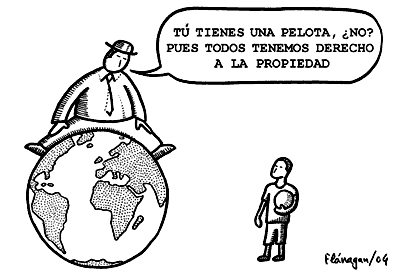 TÚ TIENES UNA PELOTA, ¿NO?
PUES TODOS TENEMOS DERECHO
A LA PROPIEDAD
Flánagan/04